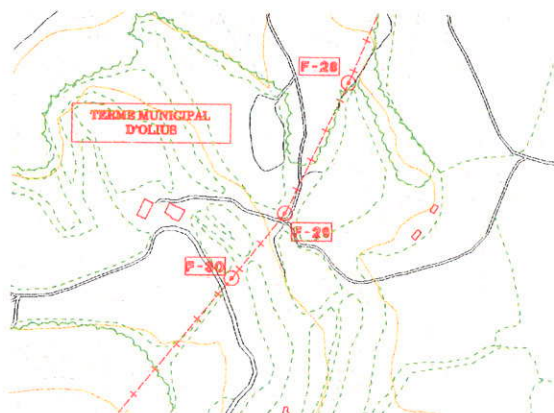 F-28
TERME MUNICIPAL
D'OLIUS
F-29
F-30